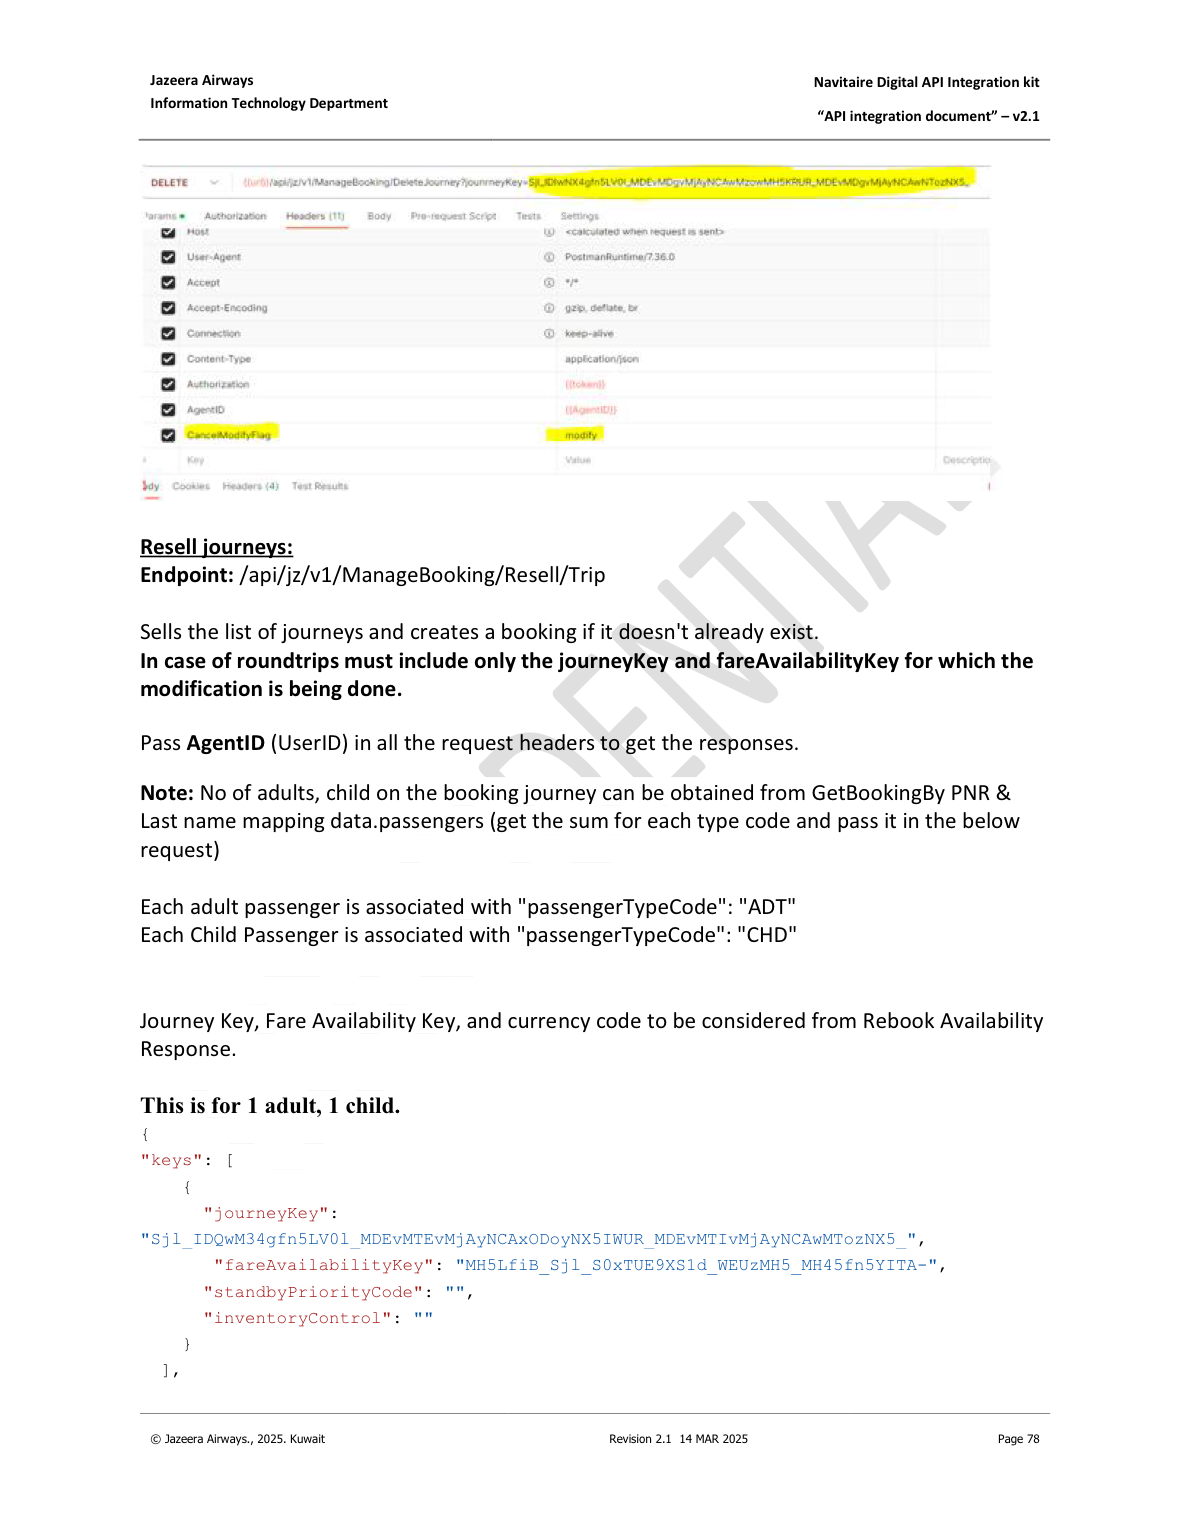 Jazeera Airways
Information Technology Department
Navitaire Digital API Integration kit
“API integration document” – v2.1
DELETE {{url}}/api/jz/v1/ManageBooking/DeleteJourney?jounrneyKey=
Params Authorization Headers (11) Body Pre-request Script Tests Settings
Host <calculated when request is sent>
User-Agent PostmanRuntime/7.36.0
Accept */*
Accept-Encoding gzip, deflate, br
Connection keep-alive
Content-Type application/json
Authorization {{token}}
AgentID {{AgentID}}
CancelModifyFlag modify
Key Value Descriptio
ody Cookies Headers (4) Test Results
DENTIA
Resell journeys:
Endpoint: /api/jz/v1/ManageBooking/Resell/Trip
Sells the list of journeys and creates a booking if it doesn't already exist.
In case of roundtrips must include only the journeyKey and fareAvailabilityKey for which the
modification is being done.
Pass AgentID (UserID) in all the request headers to get the responses.
Note: No of adults, child on the booking journey can be obtained from GetBookingBy PNR &
Last name mapping data.passengers (get the sum for each type code and pass it in the below
request)
Each adult passenger is associated with "passengerTypeCode": "ADT"
Each Child Passenger is associated with "passengerTypeCode": "CHD"
Journey Key, Fare Availability Key, and currency code to be considered from Rebook Availability
Response.
This is for 1 adult, 1 child.
{
"keys": [
{
"journeyKey":
"Sjl_IDQwM34gfn5LV0l_MDEvMTEvMjAyNCAxODoyNX5IWUR_MDEvMTIvMjAyNCAwMTozNX5_",
"fareAvailabilityKey": "MH5LfiB_Sjl_S0xTUE9XS1d_WEUzMH5_MH45fn5YITA-",
"standbyPriorityCode": "",
"inventoryControl": ""
}
],
© Jazeera Airways., 2025. Kuwait
Revision 2.1 14 MAR 2025
Page 78